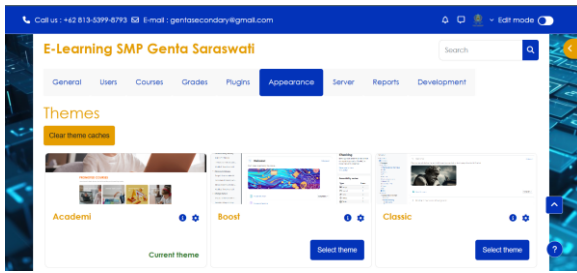 Call us : +62 813-5399-8793 E-mail : gentasecondary@gmail.com Edit mode
E-Learning SMP Genta Saraswati Search
General Users Courses Grades Plugins Appearance Server Reports Development
Themes
Clear theme caches
Academi Boost Classic
Current theme Select theme Select theme
?